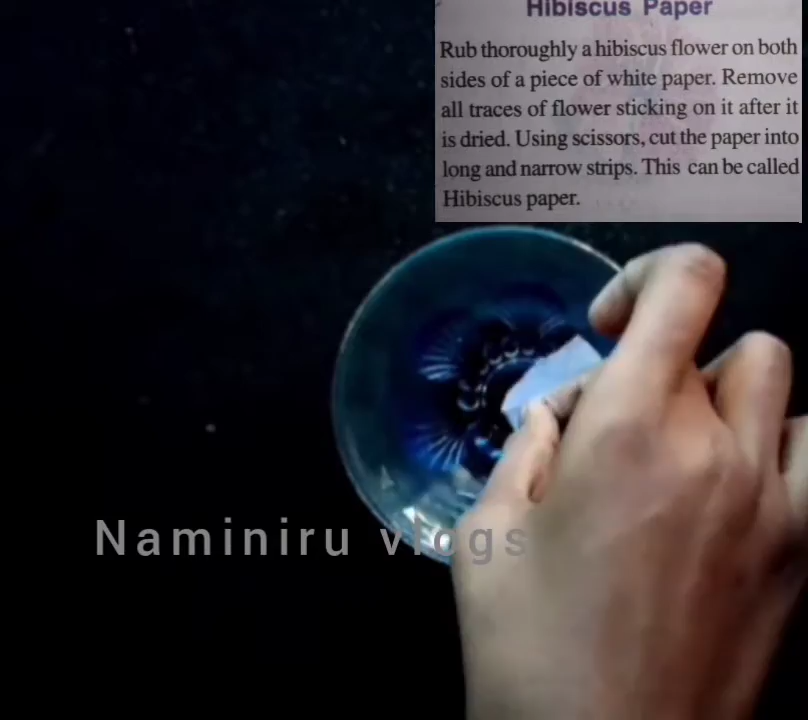 Hibiscus Paper
Rub thoroughly a hibiscus flower on both
sides of a piece of white paper. Remove
all traces of flower sticking on it after it
is dried. Using scissors, cut the paper into
long and narrow strips. This can be called
Hibiscus paper.
Naminiru vlogs